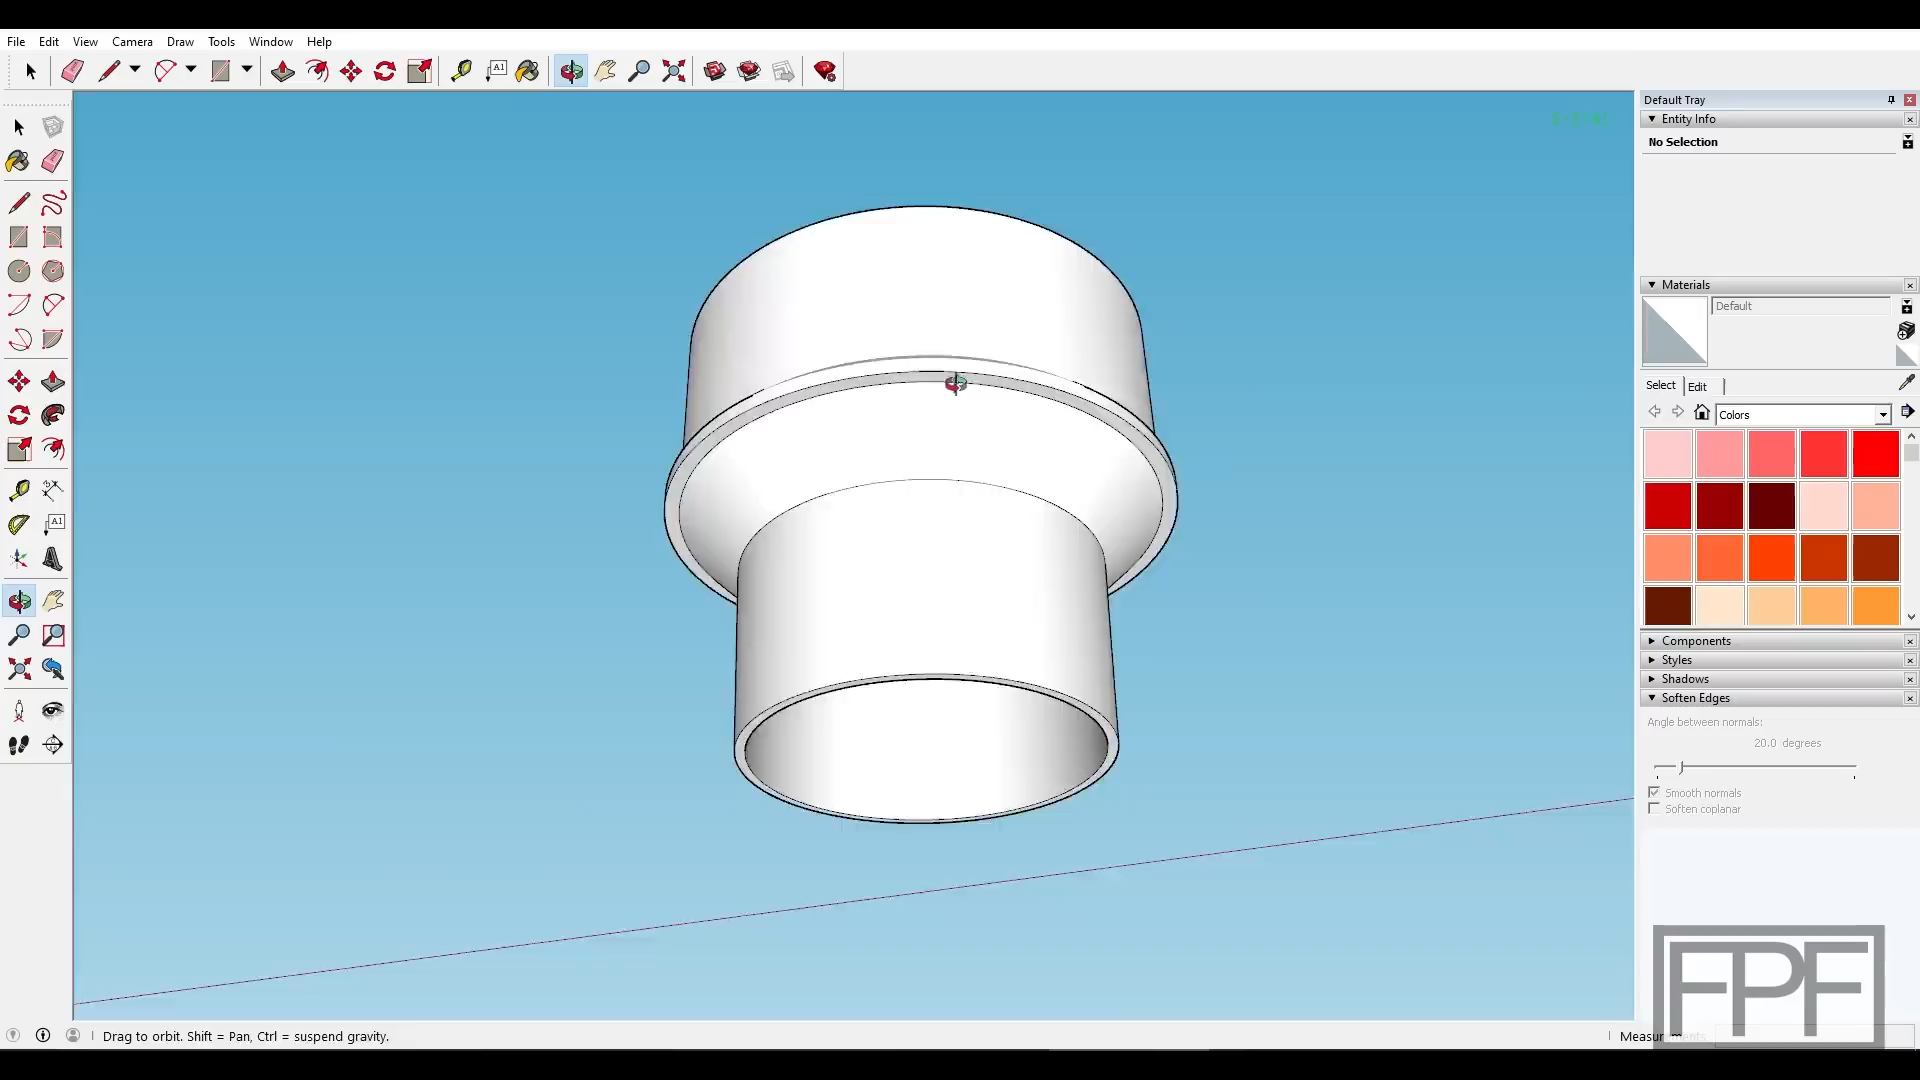 File Edit View Camera Draw Tools Window Help
A1
Default Tray
Entity Info
No Selection
Materials
Default
Select Edit
Colors
A1
Components
Styles
Shadows
Soften Edges
Angle between normals:
20.0 degrees
Smooth normals
Soften coplanar
FPF
Drag to orbit. Shift = Pan, Ctrl = suspend gravity.